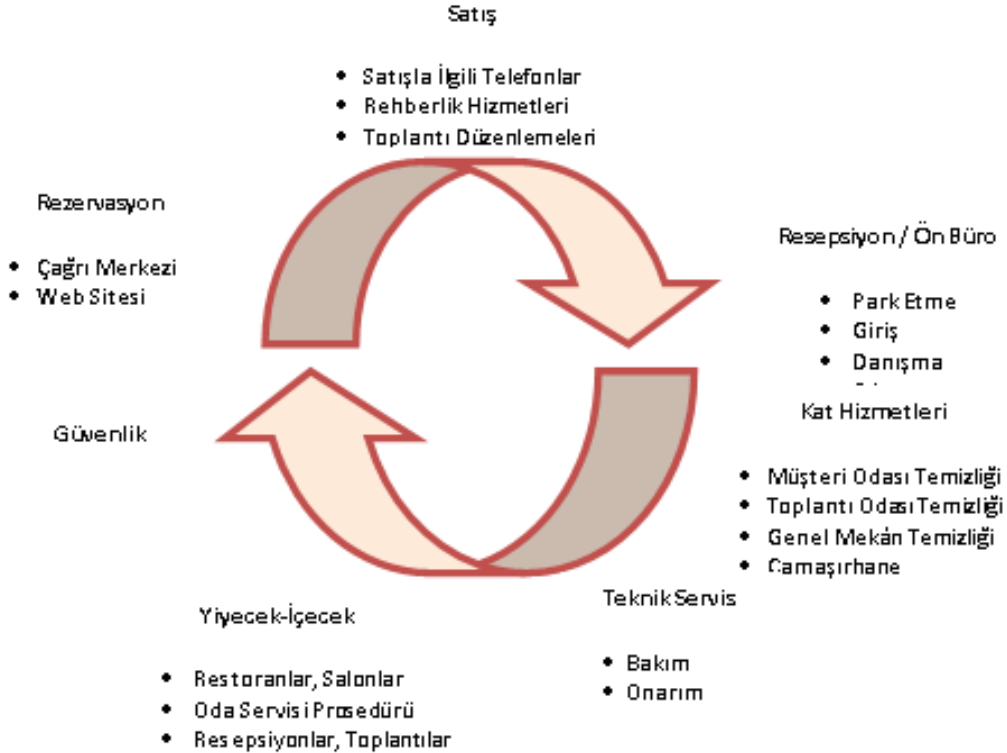 Satış
• Satışla İlgili Telefonlar
• Rehberlik Hizmetleri
• Toplantı Düzenlemeleri
Rezervasyon
• Çağrı Merkezi
• Web Sitesi
Resepsiyon / Ön Büro
• Park Etme
• Giriş
• Danışma
Kat Hizmetleri
• Müşteri Odası Temizliği
• Toplantı Odası Temizliği
• Genel Mekân Temizliği
• Çamaşırhane
Teknik Servis
• Bakım
• Onarım
Yiyecek-İçecek
• Restoranlar, Salonlar
• Oda Servisi Prosedürü
• Resepsiyonlar, Toplantılar
Güvenlik